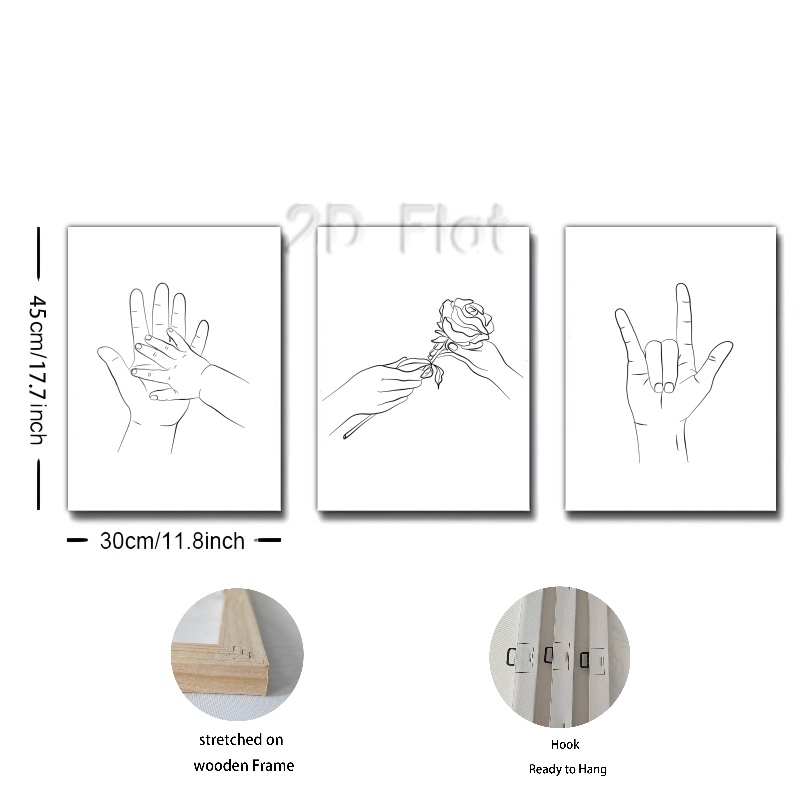 2D Flat
45cm/17.7inch
30cm/11.8inch
stretched on
wooden Frame
Hook
Ready to Hang